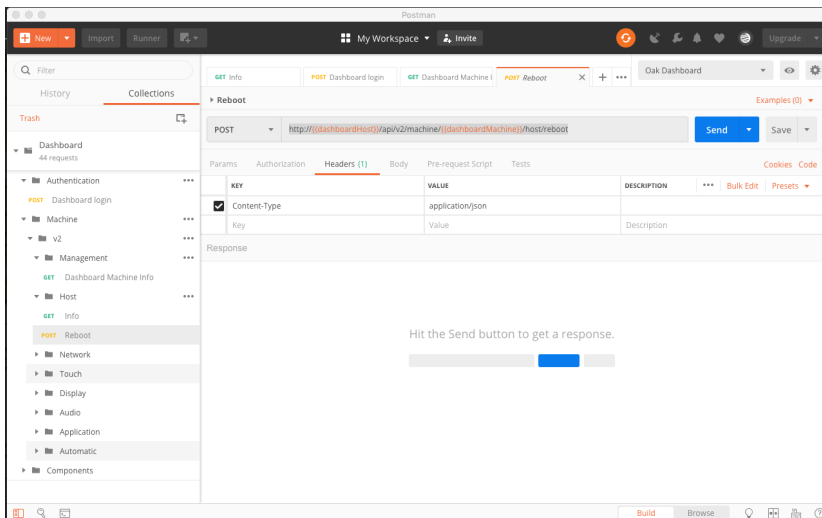 Postman
New
Import
Runner
My Workspace
Invite
Upgrade
Filter
History
Collections
Trash
Dashboard
44 requests
Authentication
POST Dashboard login
Machine
v2
Management
GET Dashboard Machine Info
Host
GET Info
POST Reboot
Network
Touch
Display
Audio
Application
Automatic
Components
GET Info
POST Dashboard login
GET Dashboard Machine I
POST Reboot
Oak Dashboard
Reboot
Examples (0)
POST
http://{{dashboardHost}}/api/v2/machine/{{dashboardMachine}}/host/reboot
Send
Save
Params Authorization Headers (1) Body Pre-request Script Tests
Cookies Code
KEY VALUE DESCRIPTION
Bulk Edit Presets
Content-Type application/json
Key Value Description
Response
Hit the Send button to get a response.
Build Browse